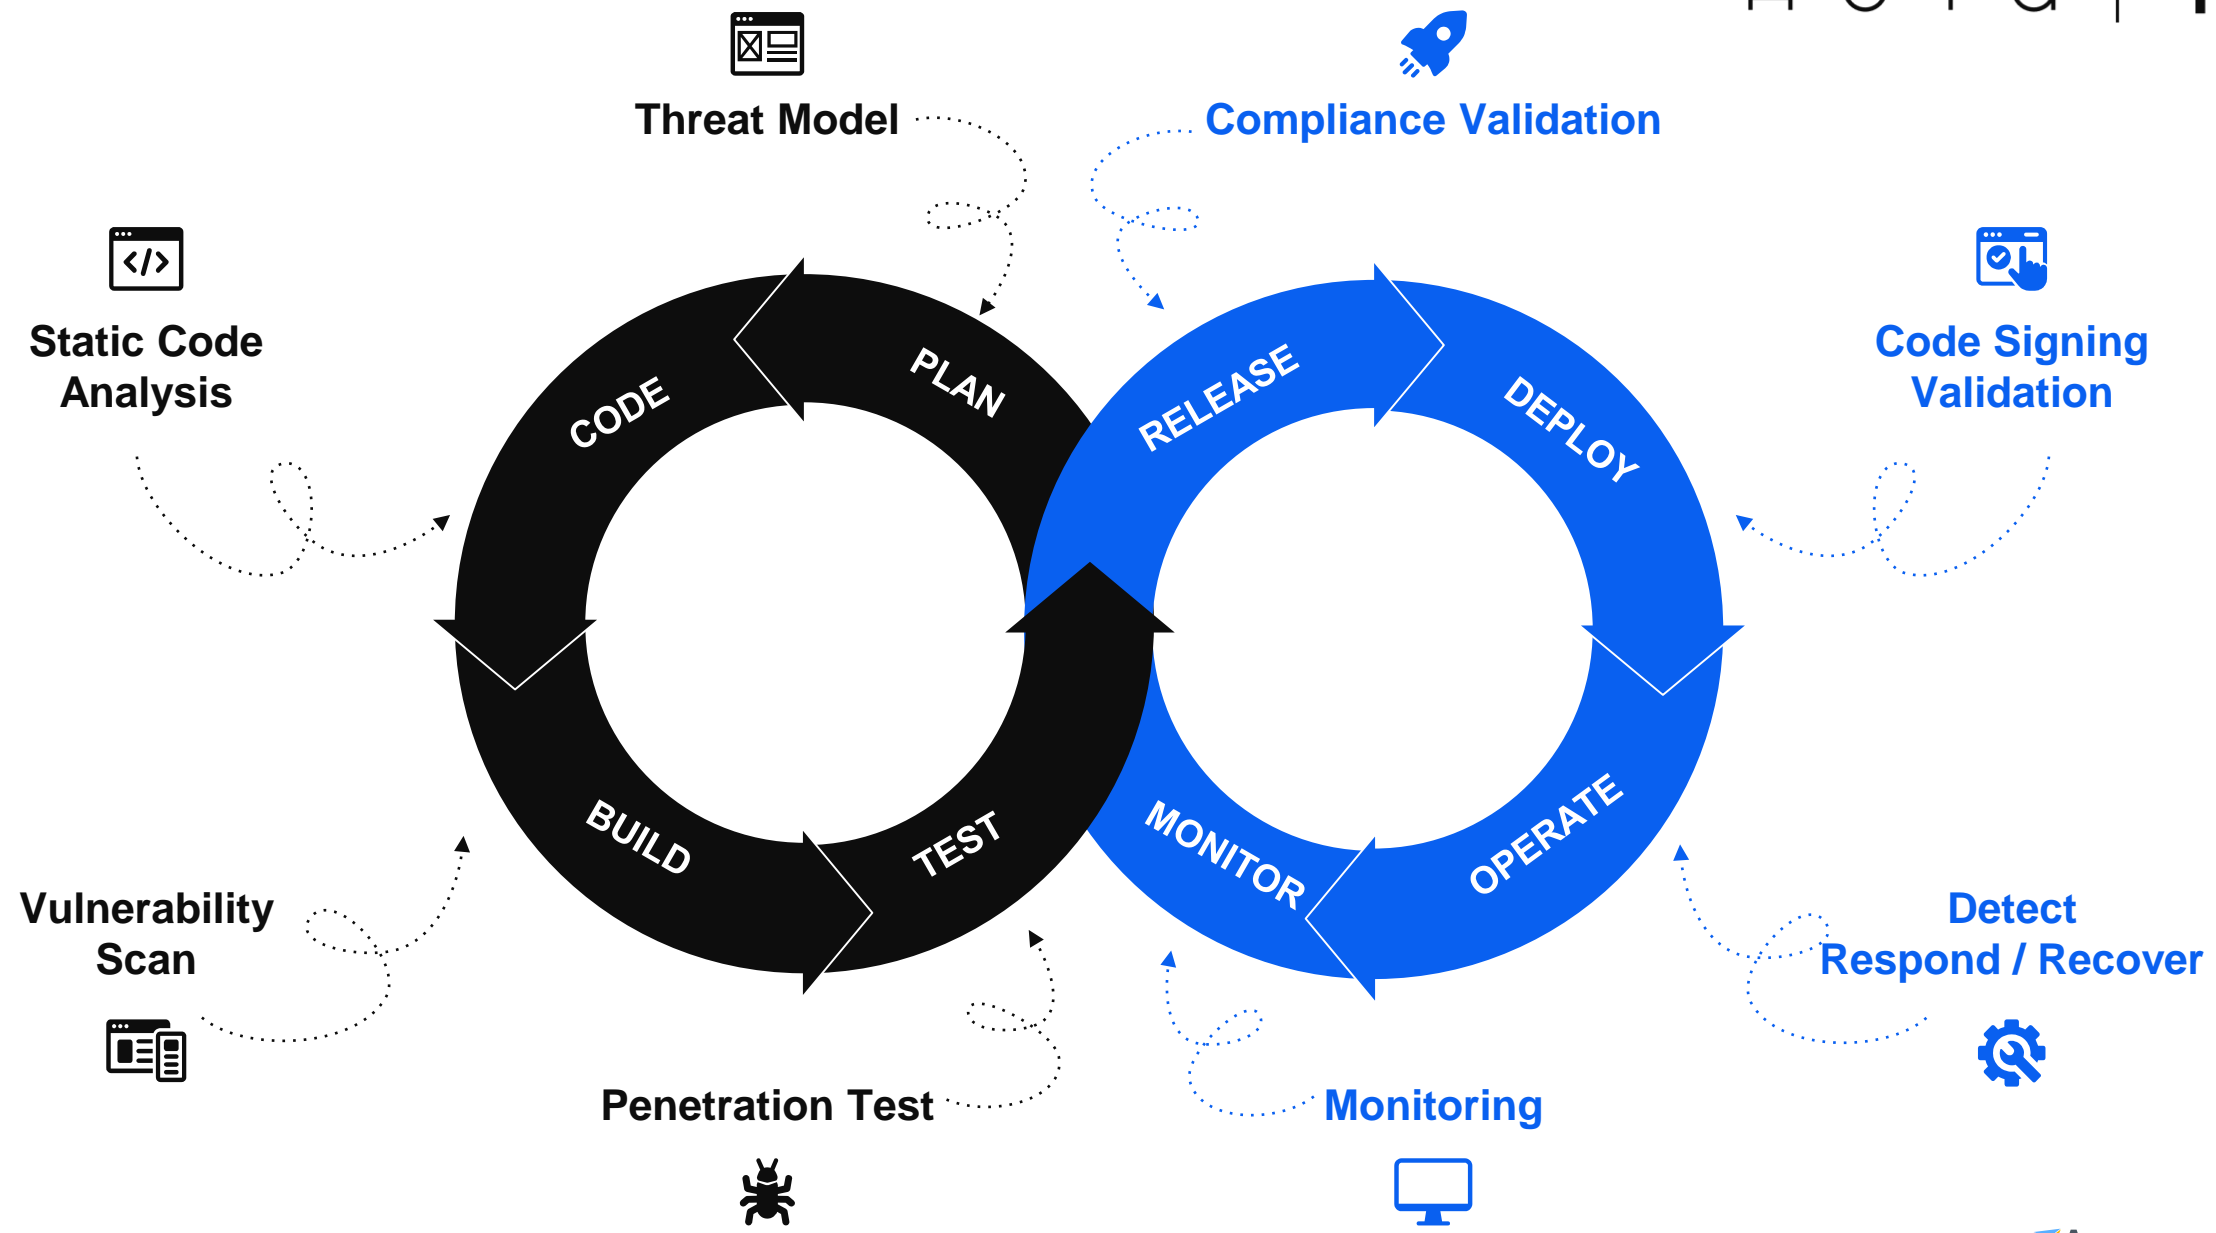 Threat Model
Compliance Validation
Static Code
Analysis
Code Signing
Validation
PLAN
CODE
RELEASE
DEPLOY
BUILD
TEST
MONITOR
OPERATE
Vulnerability
Scan
Detect
Respond / Recover
Penetration Test
Monitoring